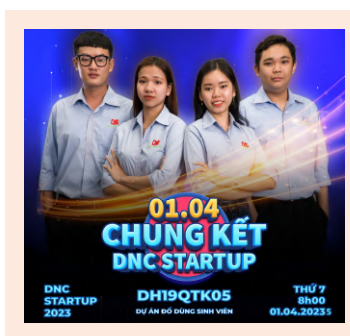 01.04
CHUNG KẾT
DNC STARTUP
DNC
STARTUP
2023
DH19QTK05
DỰ ÁN ĐỒ DÙNG SINH VIÊN
THỨ 7
8h00
01.04.2023